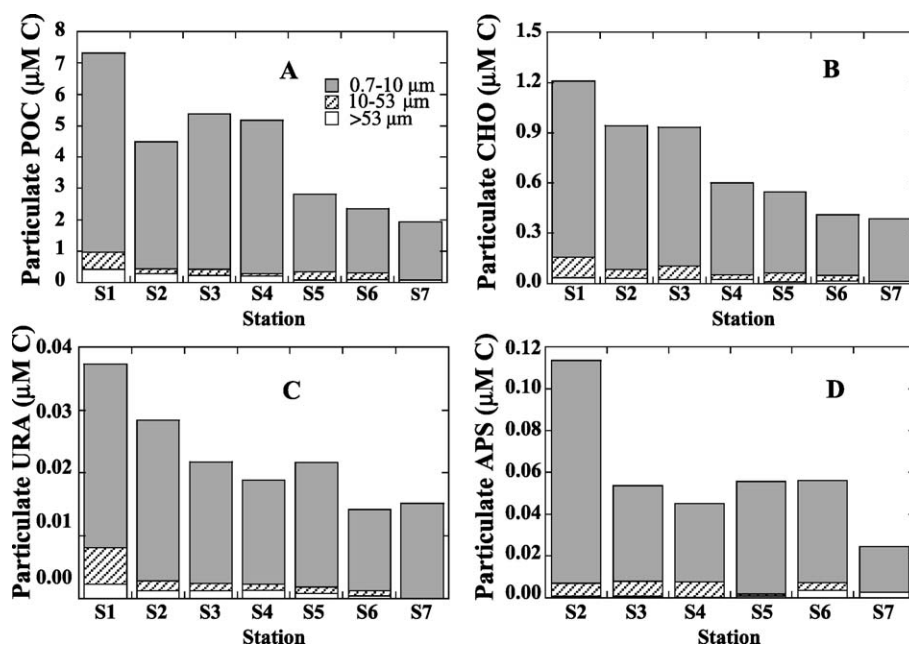 Particulate POC (µM C)
8
7
6
5
4
3
2
1
0
A
0.7-10 µm
10-53 µm
>53 µm
S1 S2 S3 S4 S5 S6 S7
Station
Particulate CHO (µM C)
1.5
1.2
0.9
0.6
0.3
0.0
B
S1 S2 S3 S4 S5 S6 S7
Station
Particulate URA (µM C)
0.04
0.03
0.02
0.01
0.00
C
S1 S2 S3 S4 S5 S6 S7
Station
Particulate APS (µM C)
0.12
0.10
0.08
0.06
0.04
0.02
0.00
D
S2 S3 S4 S5 S6 S7
Station